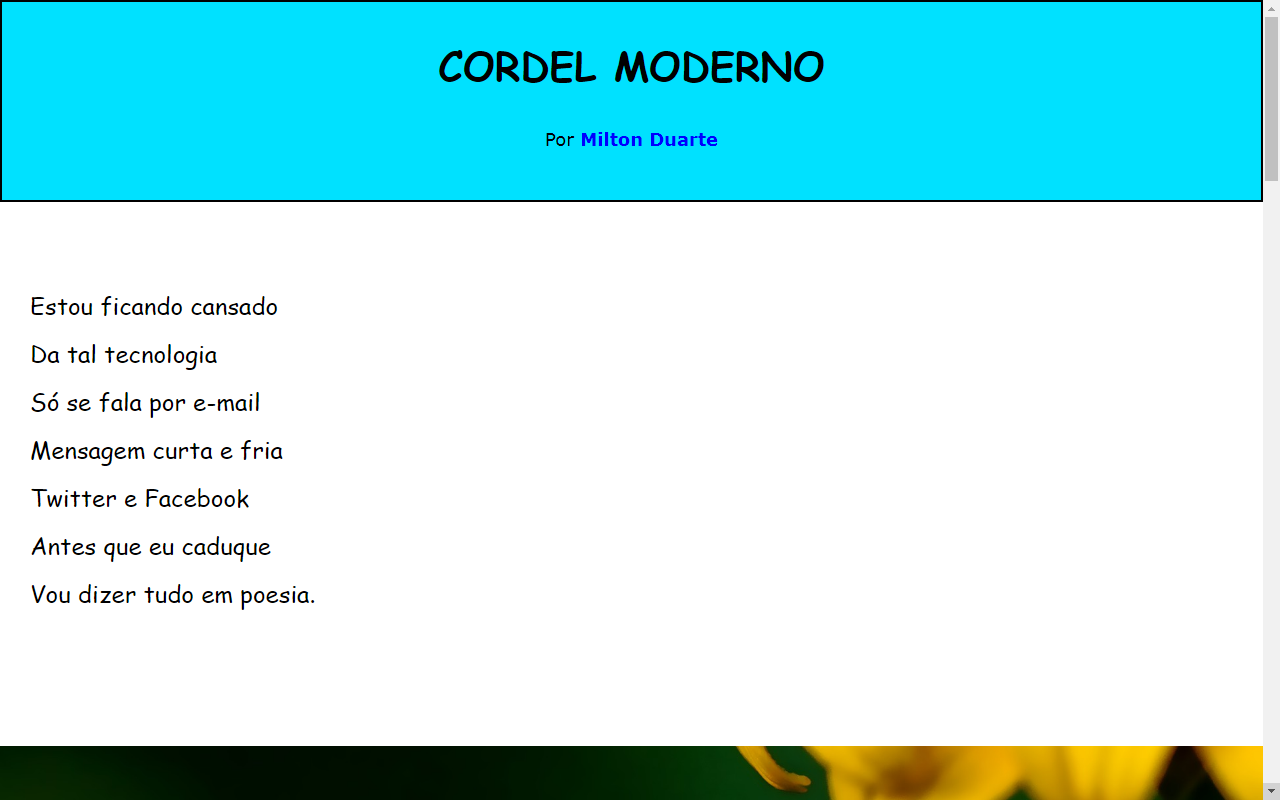 CORDEL MODERNO
Por Milton Duarte
Estou ficando cansado
Da tal tecnologia
Só se fala por e-mail
Mensagem curta e fria
Twitter e Facebook
Antes que eu caduque
Vou dizer tudo em poesia.